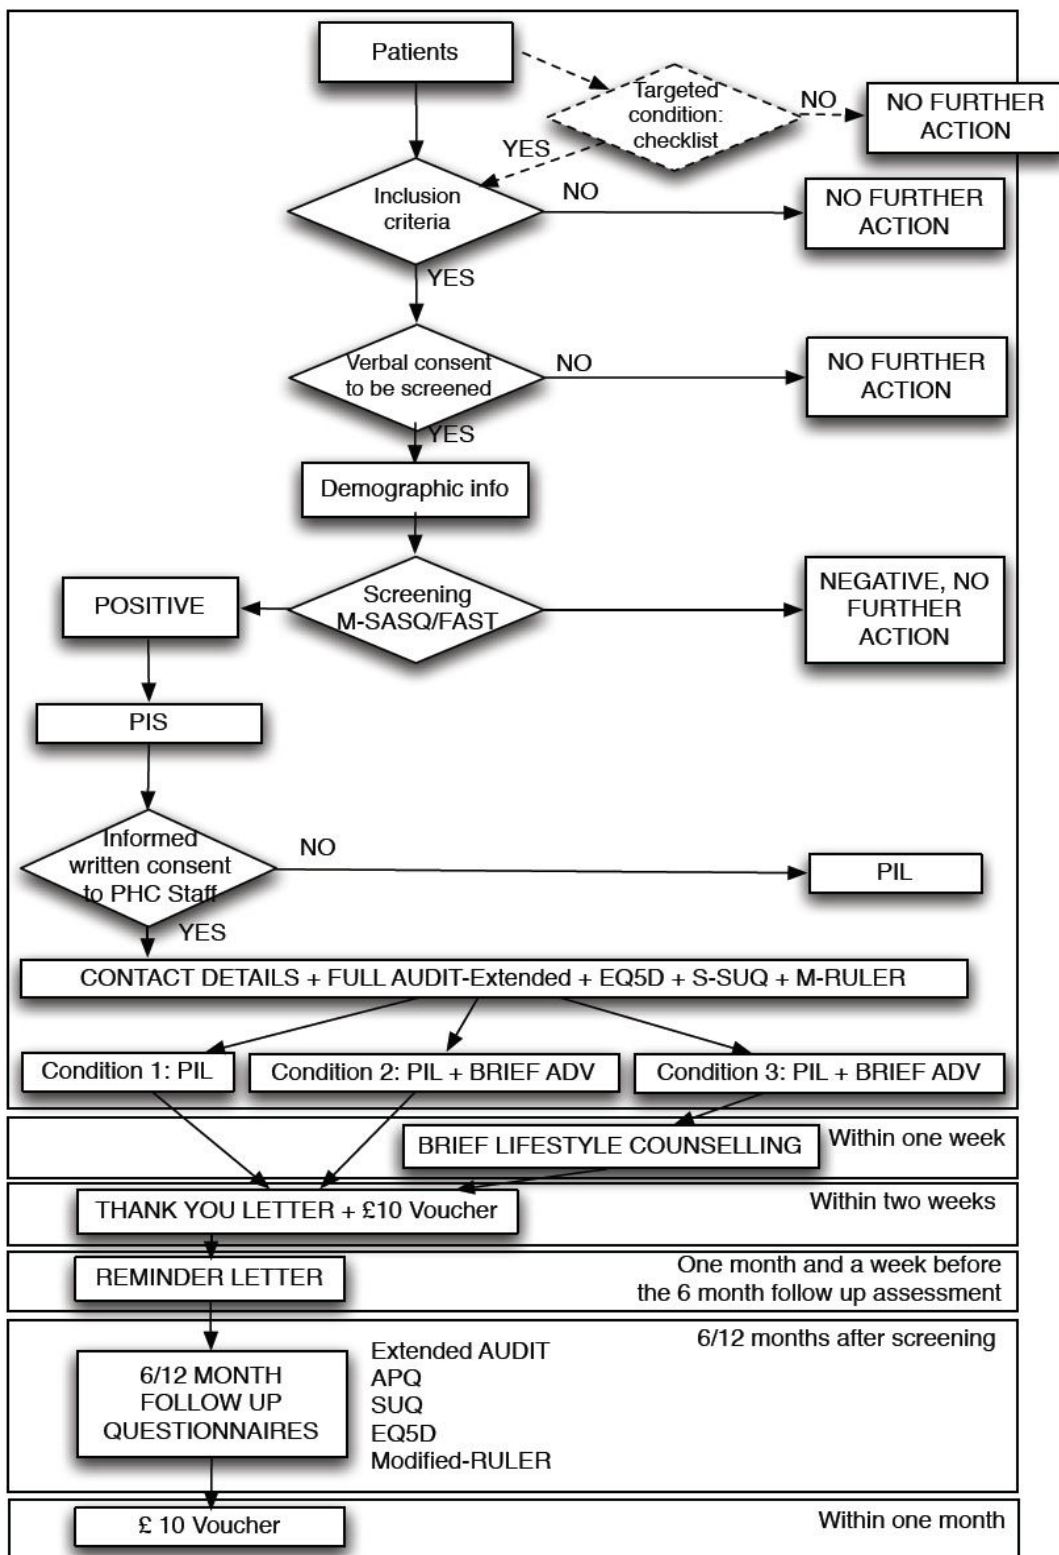 Patients
Targeted
condition:
checklist
NO
NO FURTHER
ACTION
YES
Inclusion
criteria
NO
NO FURTHER
ACTION
YES
Verbal consent
to be screened
NO
NO FURTHER
ACTION
YES
Demographic info
Screening
M-SASQ/FAST
POSITIVE
NEGATIVE, NO
FURTHER
ACTION
PIS
Informed
written consent
to PHC Staff
NO
PIL
YES
CONTACT DETAILS + FULL AUDIT-Extended + EQ5D + S-SUQ + M-RULER
Condition 1: PIL
Condition 2: PIL + BRIEF ADV
Condition 3: PIL + BRIEF ADV
BRIEF LIFESTYLE COUNSELLING
Within one week
THANK YOU LETTER + £10 Voucher
Within two weeks
REMINDER LETTER
One month and a week before
the 6 month follow up assessment
6/12 months after screening
6/12 MONTH
FOLLOW UP
QUESTIONNAIRES
Extended AUDIT
APQ
SUQ
EQ5D
Modified-RULER
£ 10 Voucher
Within one month